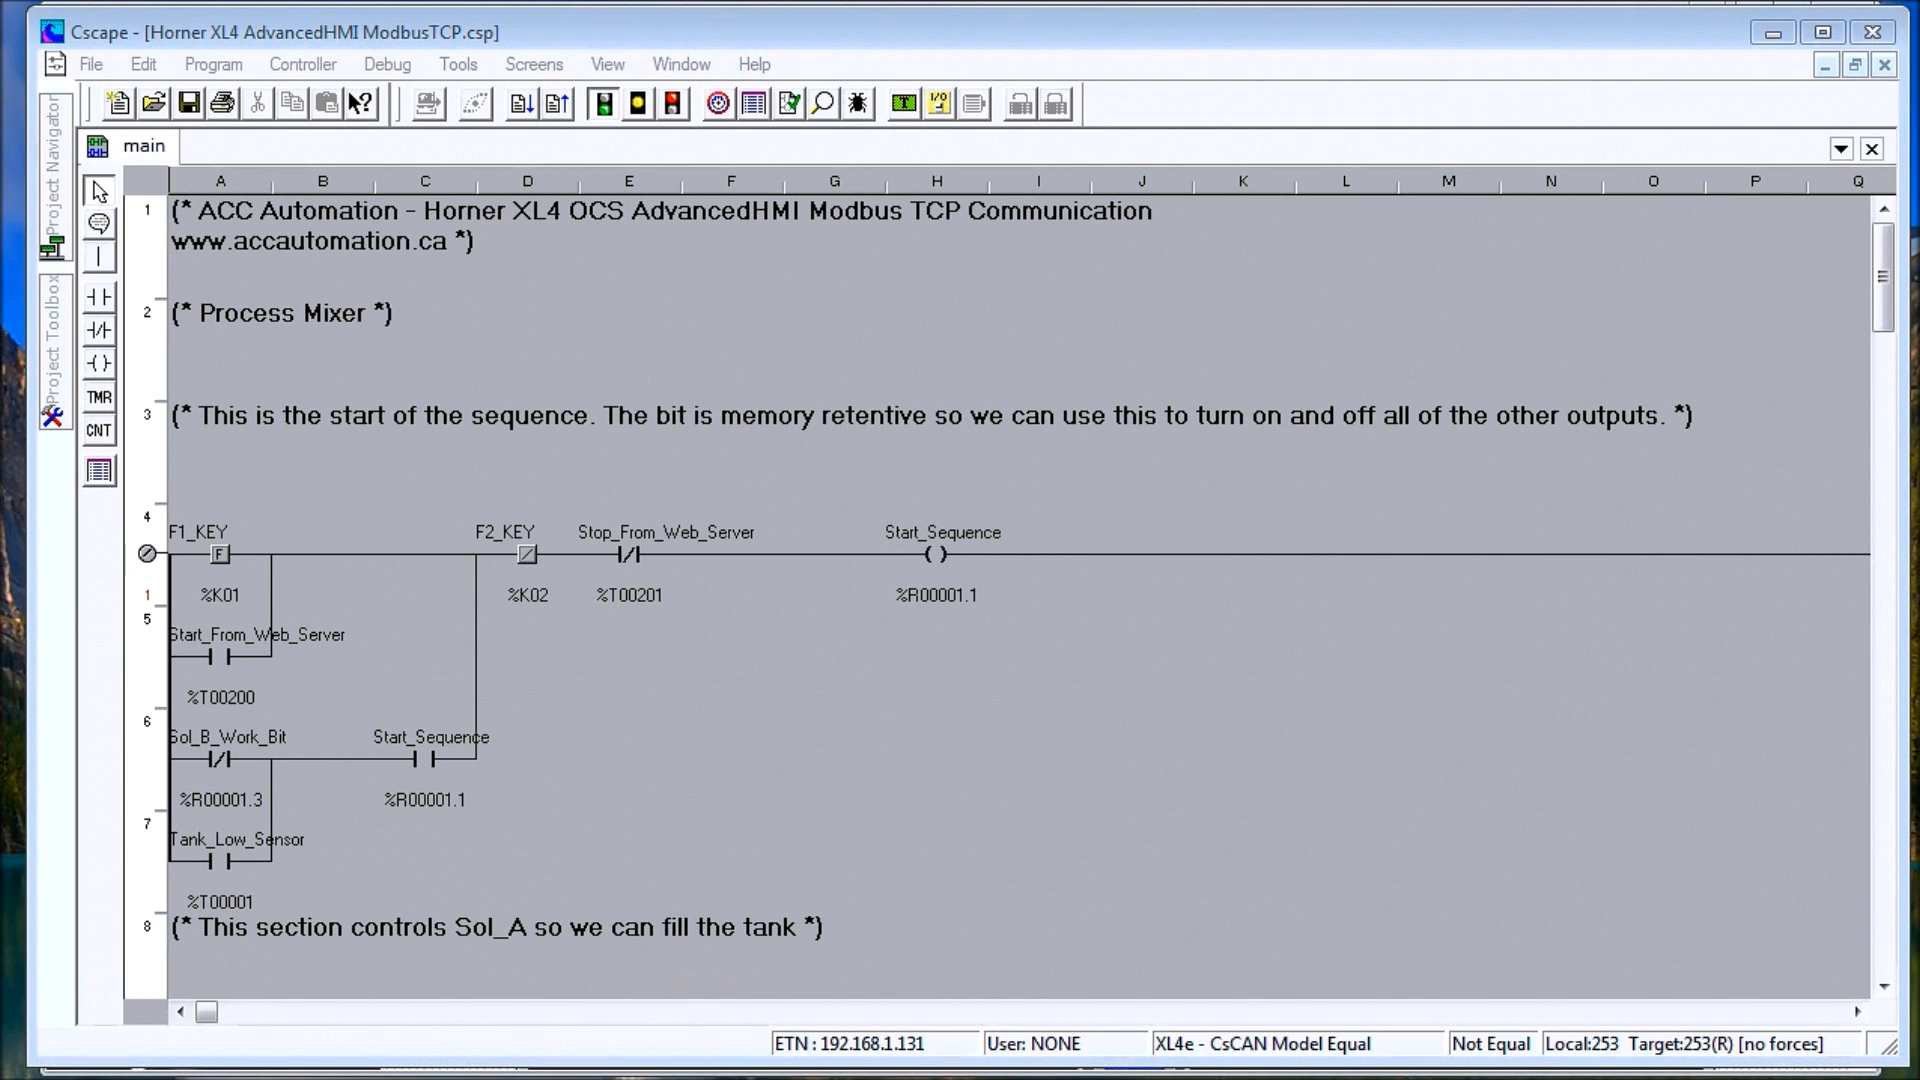 Cscape - [Horner XL4 AdvancedHMI ModbusTCP.csp]
File Edit Program Controller Debug Tools Screens View Window Help
main
Project Navigator
Project Toolbox
A B C D E F G H I J K L M N O P Q
1 (* ACC Automation - Horner XL4 OCS AdvancedHMI Modbus TCP Communication
www.accautomation.ca *)
2 (* Process Mixer *)
3 (* This is the start of the sequence. The bit is memory retentive so we can use this to turn on and off all of the other outputs. *)
TMR
CNT
4
F1_KEY F2_KEY Stop_From_Web_Server Start_Sequence
F
1 %K01 %K02 %T00201 %R00001.1
5
Start_From_Web_Server
%T00200
6
Sol_B_Work_Bit Start_Sequence
%R00001.3 %R00001.1
7
Tank_Low_Sensor
%T00001
8 (* This section controls Sol_A so we can fill the tank *)
ETN : 192.168.1.131 User: NONE XL4e - CsCAN Model Equal Not Equal Local:253 Target:253(R) [no forces]